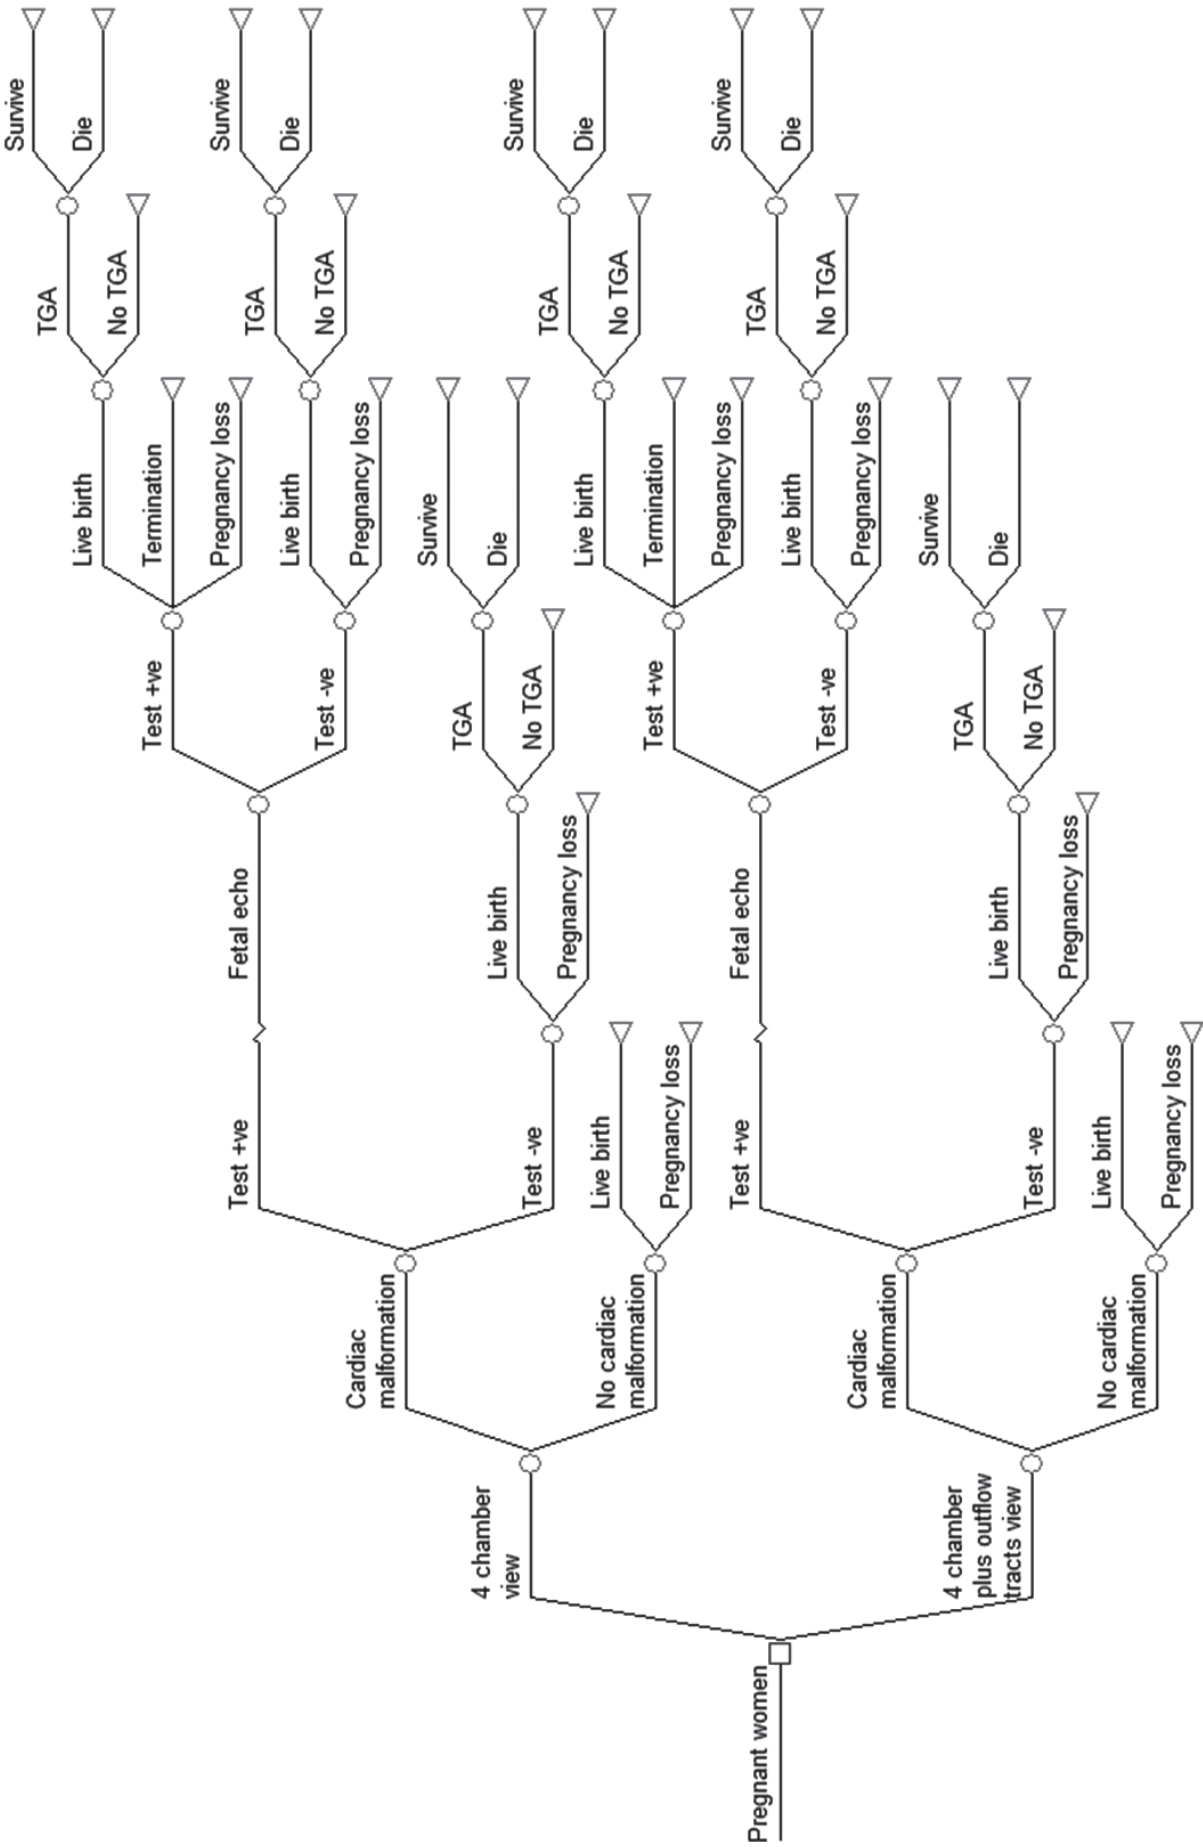 Pregnant women
4 chamber
view
Cardiac
malformation
Test +ve
Fetal echo
Test +ve
Live birth
TGA
Survive
Die
No TGA
Termination
Pregnancy loss
Test -ve
Live birth
TGA
Survive
Die
No TGA
Pregnancy loss
Test -ve
Live birth
TGA
Survive
Die
No TGA
Pregnancy loss
No cardiac
malformation
Live birth
Pregnancy loss
4 chamber
plus outflow
tracts view
Cardiac
malformation
Test +ve
Fetal echo
Test +ve
Live birth
TGA
Survive
Die
No TGA
Termination
Pregnancy loss
Test -ve
Live birth
TGA
Survive
Die
No TGA
Pregnancy loss
Test -ve
Live birth
TGA
Survive
Die
No TGA
Pregnancy loss
No cardiac
malformation
Live birth
Pregnancy loss